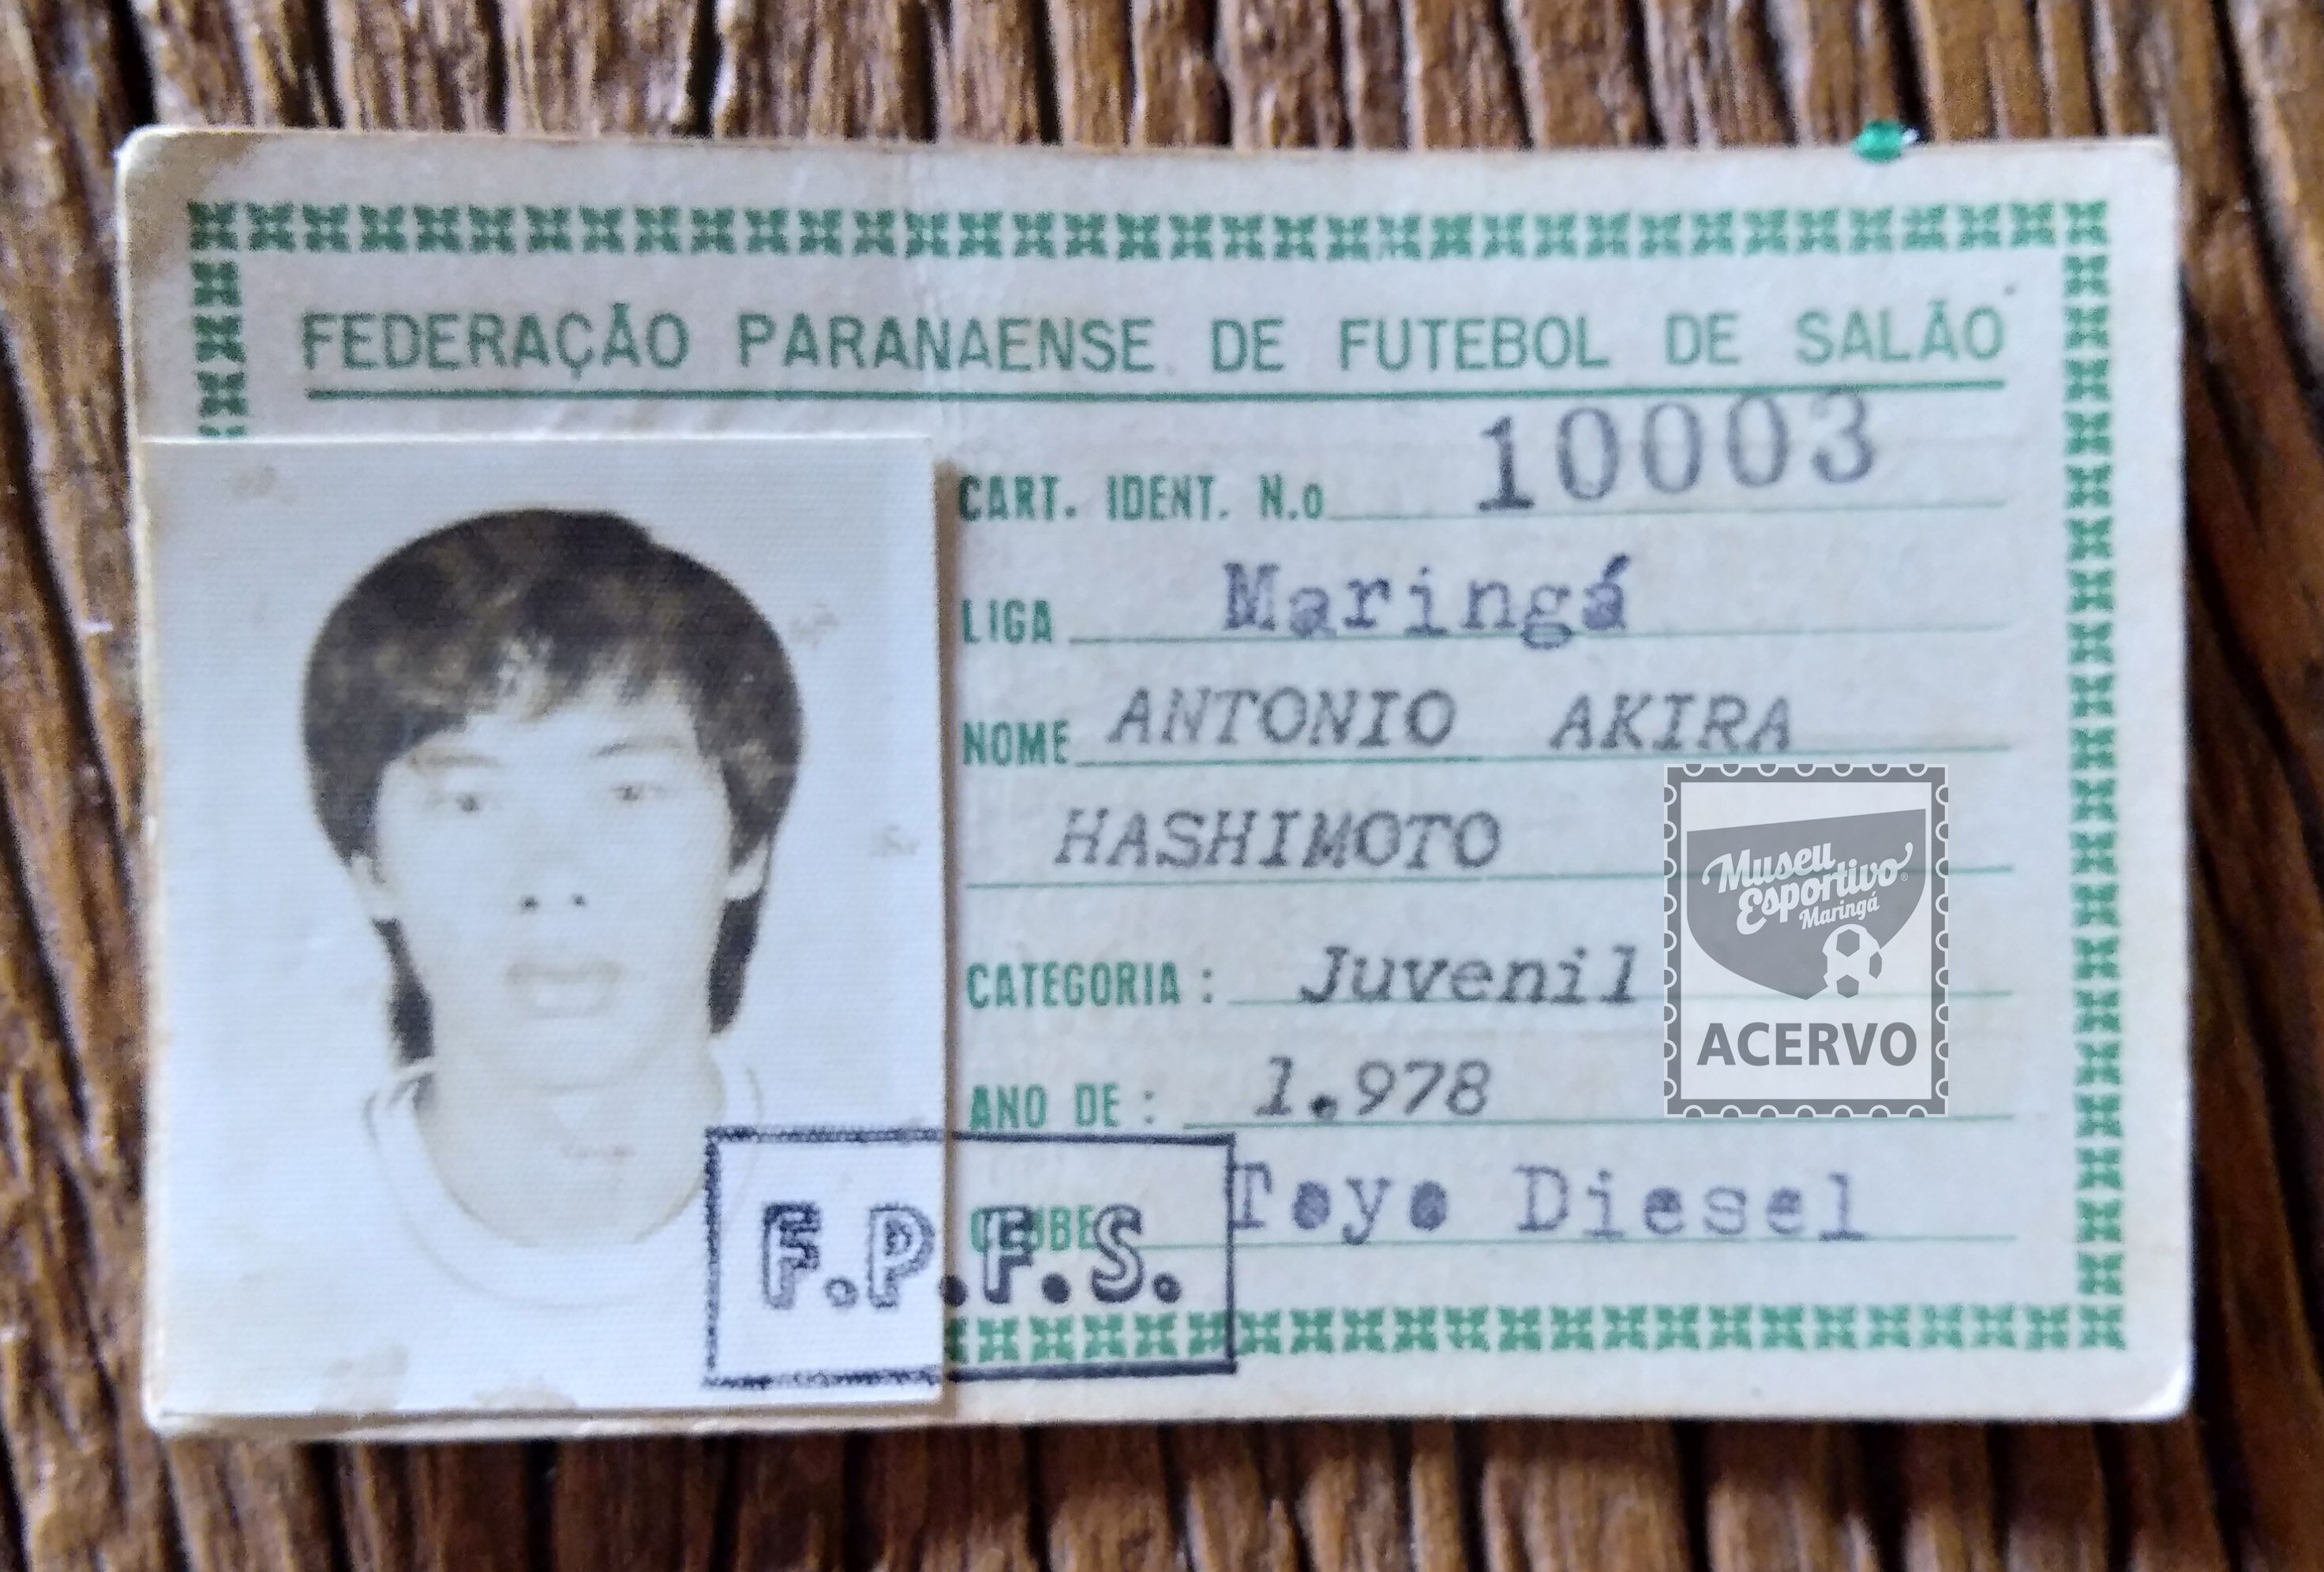 FEDERAÇÃO PARANAENSE DE FUTEBOL DE SALÃO
CART. IDENT. N.o 10003
LIGA Maringá
NOME ANTONIO AKIRA
HASHIMOTO
CATEGORIA : Juvenil
ANO DE : 1.978
CLUBE Toyo Diesel
F.P.F.S.
Museu
Esportivo
Maringá
ACERVO